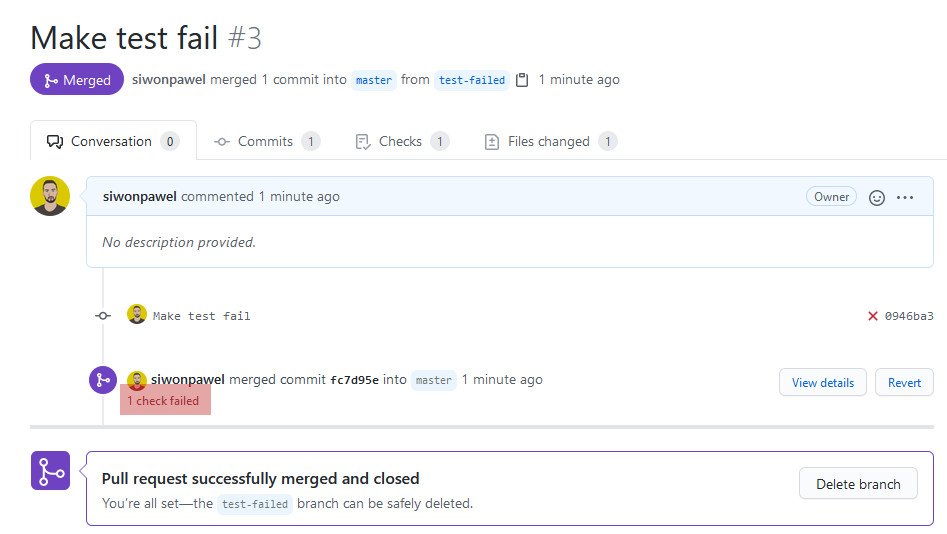 Make test fail #3
Merged siwonpawel merged 1 commit into master from test-failed 1 minute ago
Conversation 0 Commits 1 Checks 1 Files changed 1
siwonpawel commented 1 minute ago Owner
No description provided.
Make test fail 0946ba3
siwonpawel merged commit fc7d95e into master 1 minute ago View details Revert
1 check failed
Pull request successfully merged and closed
You're all set—the test-failed branch can be safely deleted. Delete branch